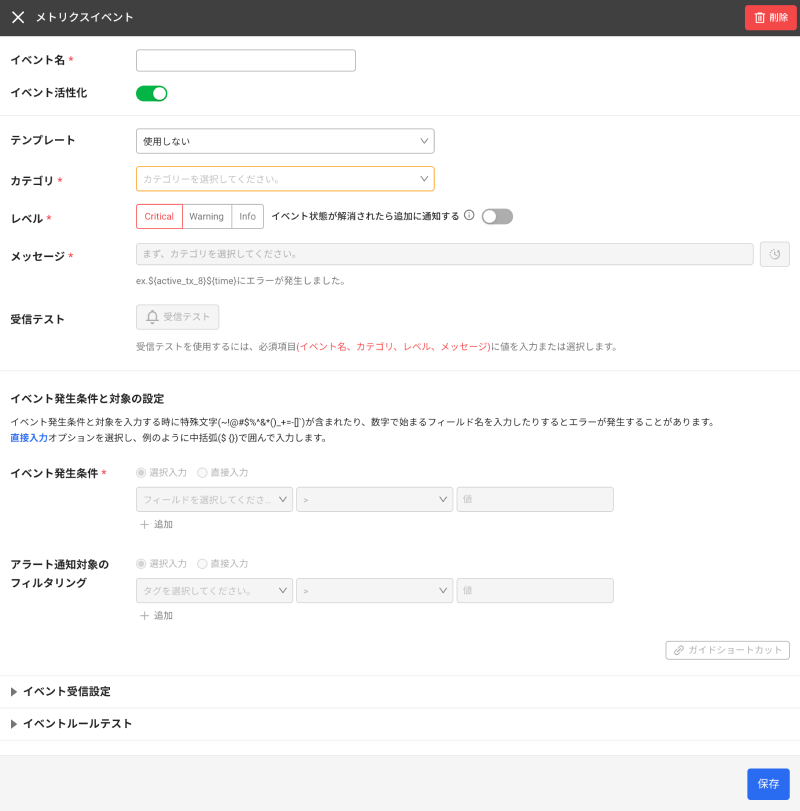 メトリクスイベント
削除
イベント名 *
イベント活性化
テンプレート
使用しない
カテゴリ *
カテゴリーを選択してください。
レベル *
Critical Warning Info イベント状態が解消されたら追加に通知する
メッセージ *
まず、カテゴリを選択してください。
ex.${active_tx_8}${time}にエラーが発生しました。
受信テスト
受信テスト
受信テストを使用するには、必須項目(イベント名、カテゴリ、レベル、メッセージ)に値を入力または選択します。
イベント発生条件と対象の設定
イベント発生条件と対象を入力する時に特殊文字(~!@#$%^&*()_+=-[]`)が含まれたり、数字で始まるフィールド名を入力したりするとエラーが発生することがあります。
直接入力オプションを選択し、例のように中括弧(${})で囲んで入力します。
イベント発生条件 *
選択入力 直接入力
フィールドを選択してくださ... > 値
+ 追加
アラート通知対象の
フィルタリング
選択入力 直接入力
タグを選択してください。 > 値
+ 追加
ガイドショートカット
イベント受信設定
イベントルールテスト
保存